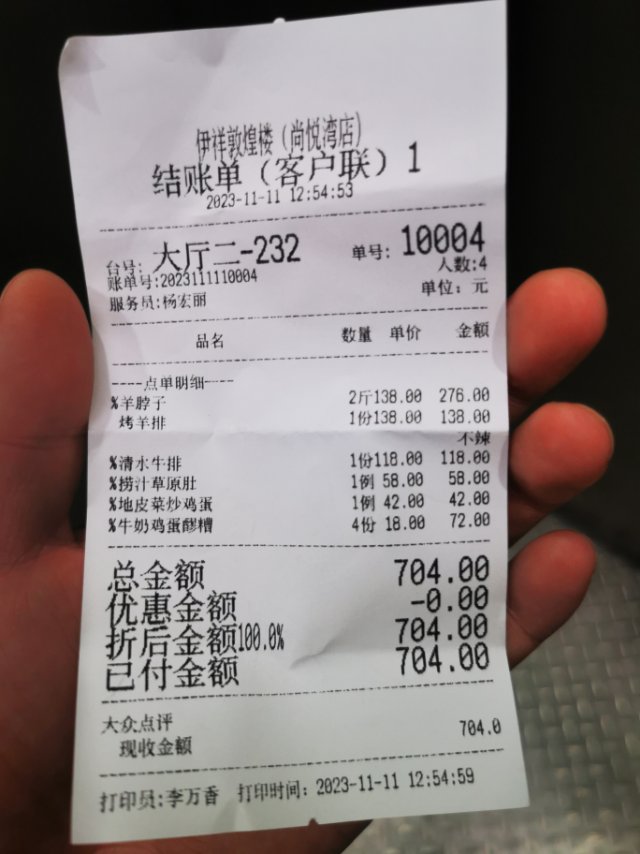 伊祥敦煌楼（尚悦湾店）
结账单（客户联）1
2023-11-11 12:54:53
台号: 大厅二-232 单号: 10004
账单号:2023111110004 人数:4
服务员:杨宏丽 单位：元
品名 数量 单价 金额
----点单明细----
%羊脖子 2斤138.00 276.00
烤羊排 1份138.00 138.00
不辣
%清水牛排 1份118.00 118.00
%捞汁草原肚 1例 58.00 58.00
%地皮菜炒鸡蛋 1例 42.00 42.00
%牛奶鸡蛋醪糟 4份 18.00 72.00
总金额 704.00
优惠金额 -0.00
折后金额100.0% 704.00
已付金额 704.00
大众点评 704.0
现收金额
打印员:李万香 打印时间：2023-11-11 12:54:59